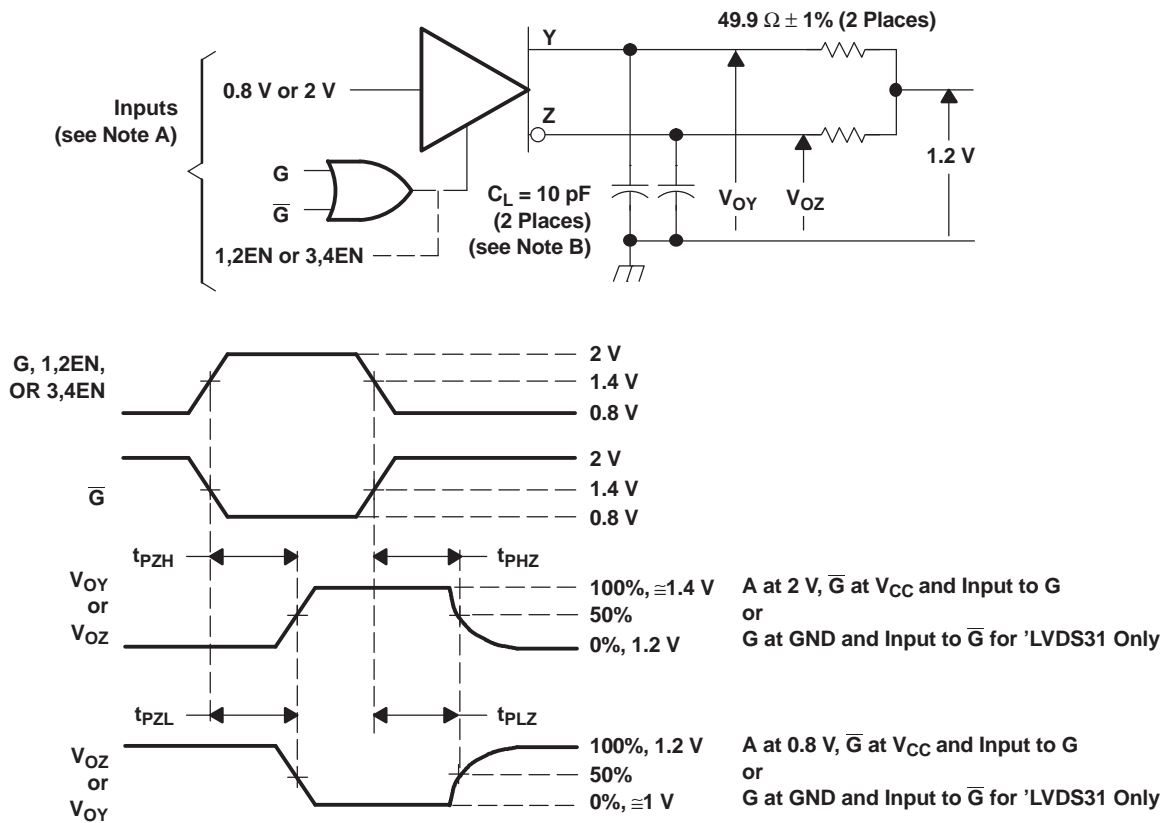 49.9 Ω ± 1% (2 Places)
Y
0.8 V or 2 V
Inputs
(see Note A)
Z
1.2 V
G
G̅
C_L = 10 pF
(2 Places)
(see Note B)
V_OY
V_OZ
1,2EN or 3,4EN
G, 1,2EN,
OR 3,4EN
2 V
1.4 V
0.8 V
G̅
2 V
1.4 V
0.8 V
t_PZH
t_PHZ
V_OY
or
V_OZ
100%, ≅1.4 V
50%
0%, 1.2 V
A at 2 V, G̅ at V_CC and Input to G
or
G at GND and Input to G̅ for ’LVDS31 Only
t_PZL
t_PLZ
V_OZ
or
V_OY
100%, 1.2 V
50%
0%, ≅1 V
A at 0.8 V, G̅ at V_CC and Input to G
or
G at GND and Input to G̅ for ’LVDS31 Only